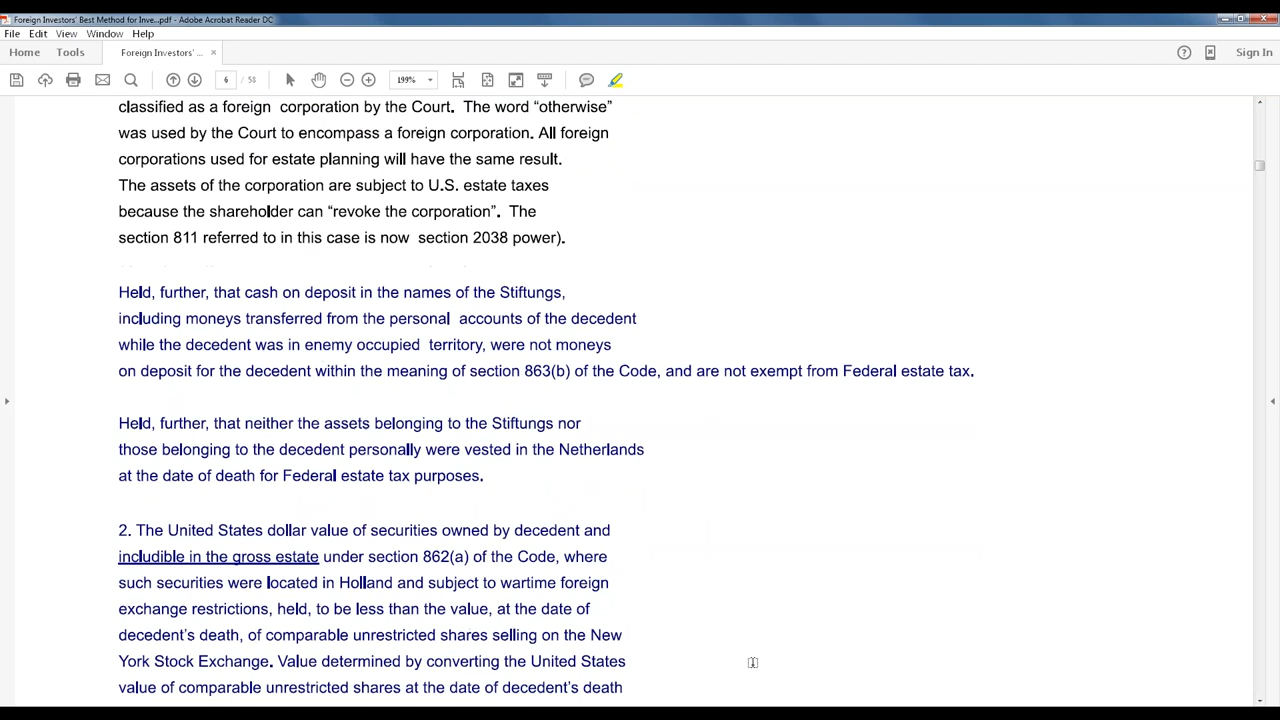 Foreign Investors' Best Method for Inve...pdf - Adobe Acrobat Reader DC
File Edit View Window Help
Home Tools Foreign Investors' ... × Sign In
6 / 58 199%
classified as a foreign corporation by the Court. The word “otherwise”
was used by the Court to encompass a foreign corporation. All foreign
corporations used for estate planning will have the same result.
The assets of the corporation are subject to U.S. estate taxes
because the shareholder can “revoke the corporation”. The
section 811 referred to in this case is now section 2038 power).
Held, further, that cash on deposit in the names of the Stiftungs,
including moneys transferred from the personal accounts of the decedent
while the decedent was in enemy occupied territory, were not moneys
on deposit for the decedent within the meaning of section 863(b) of the Code, and are not exempt from Federal estate tax.
Held, further, that neither the assets belonging to the Stiftungs nor
those belonging to the decedent personally were vested in the Netherlands
at the date of death for Federal estate tax purposes.
2. The United States dollar value of securities owned by decedent and
includible in the gross estate under section 862(a) of the Code, where
such securities were located in Holland and subject to wartime foreign
exchange restrictions, held, to be less than the value, at the date of
decedent’s death, of comparable unrestricted shares selling on the New
York Stock Exchange. Value determined by converting the United States
value of comparable unrestricted shares at the date of decedent’s death